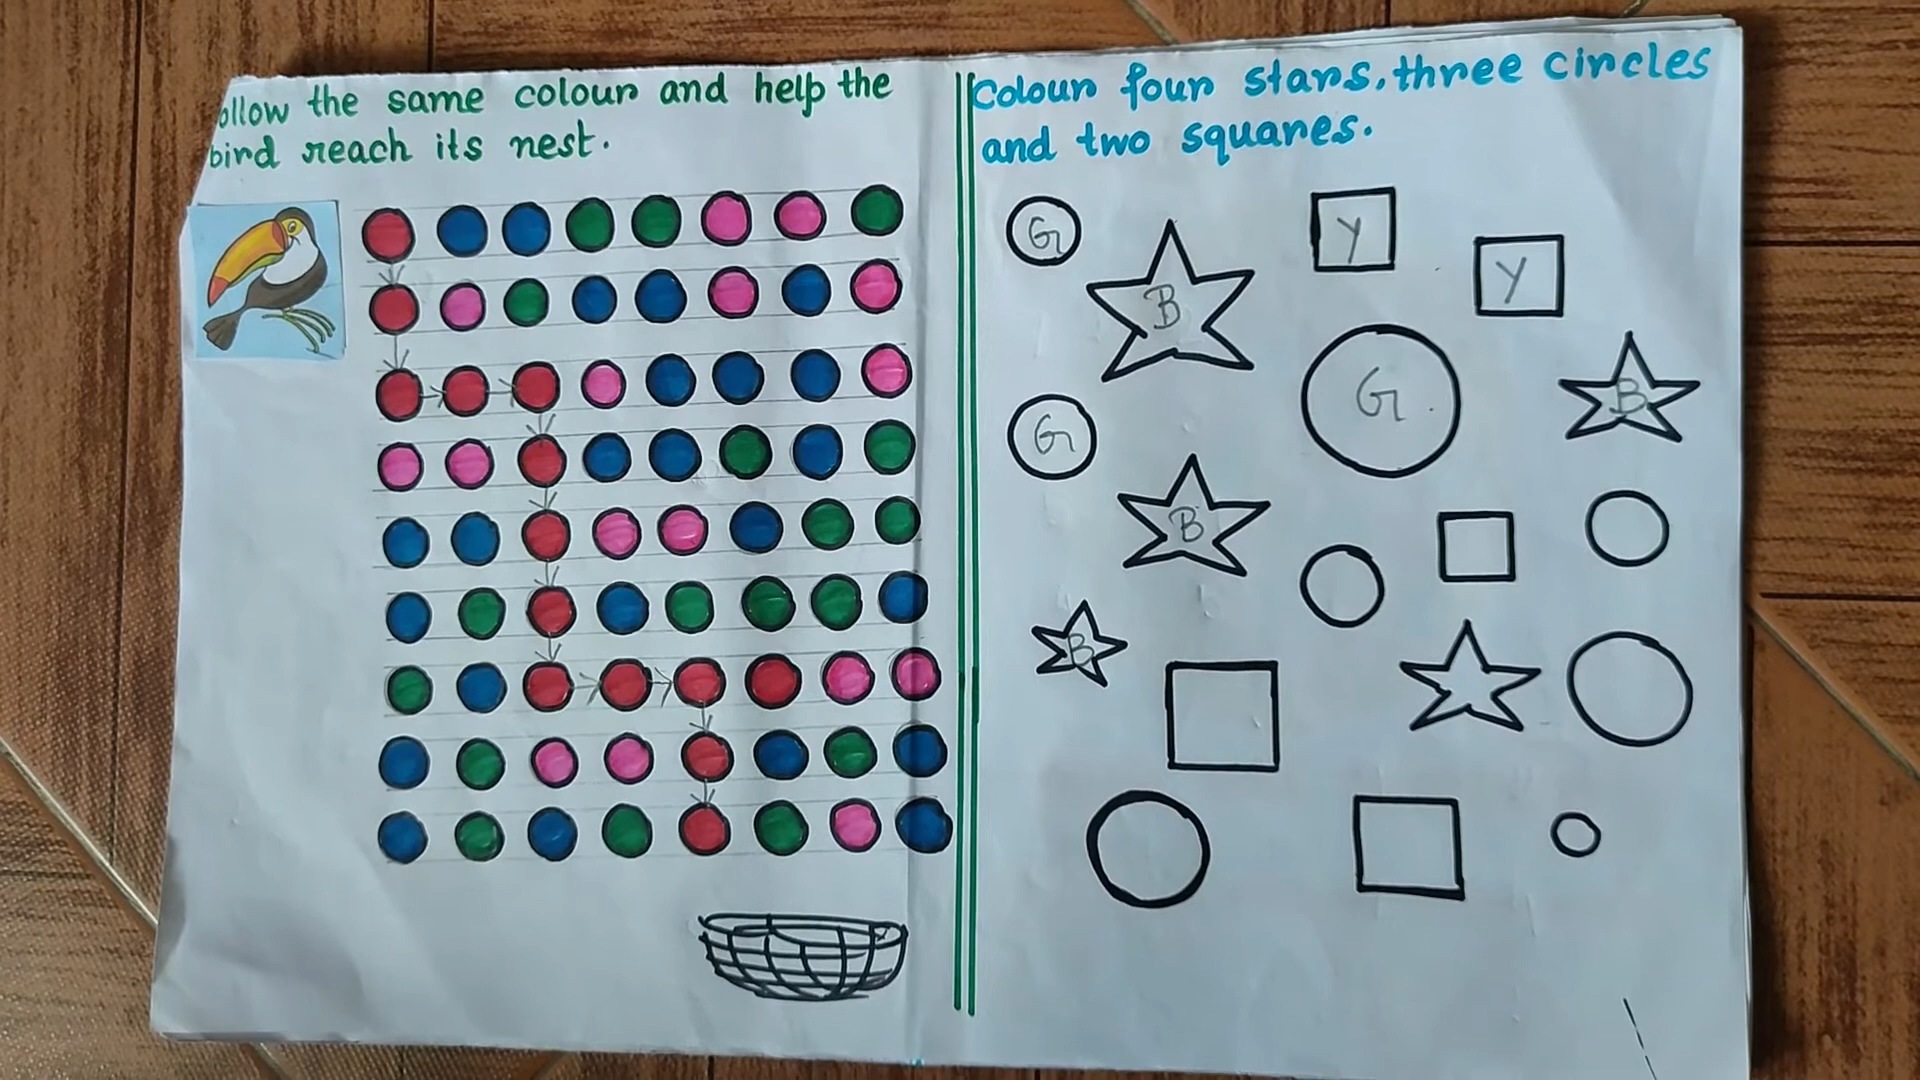 ollow the same colour and help the
bird reach its nest.
Colour four stars, three circles
and two squares.
G
Y
Y
B
G
B
G
B
B